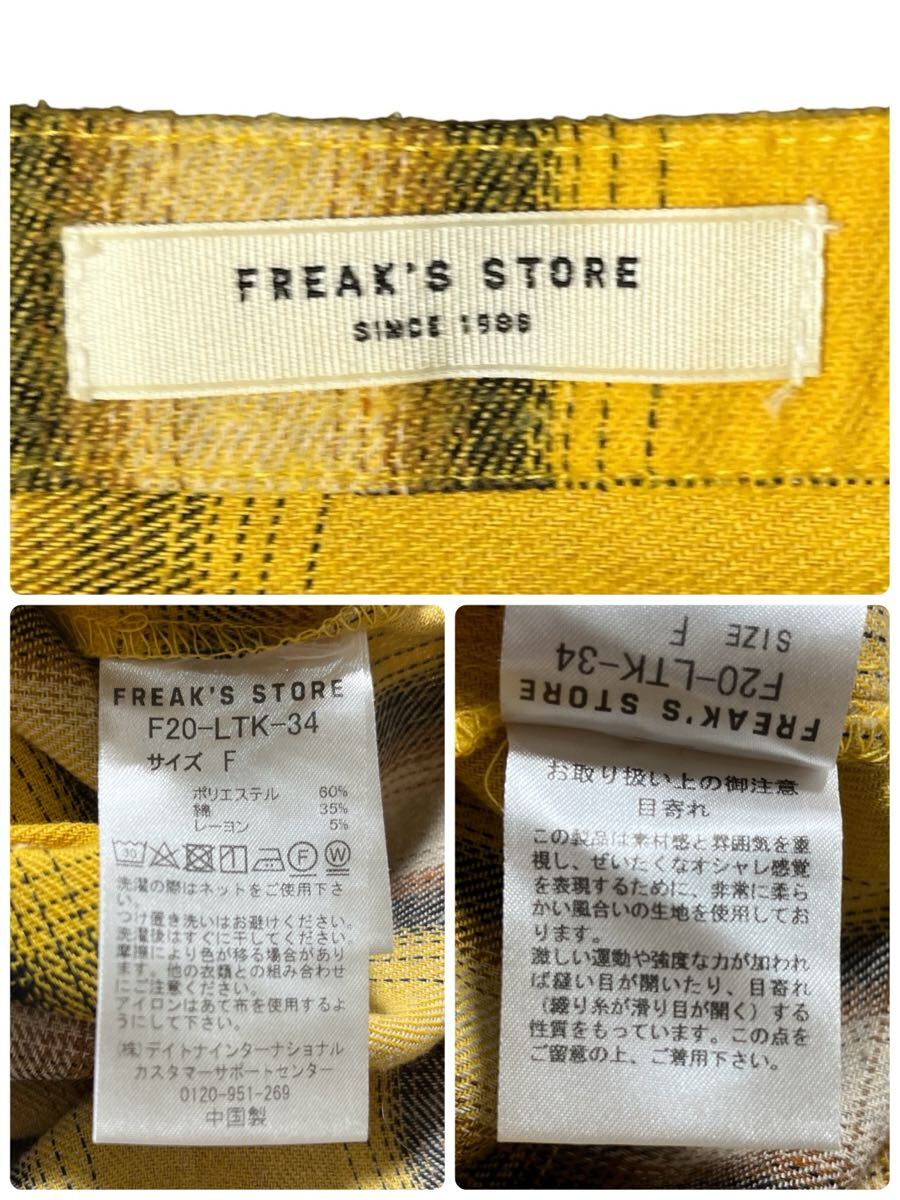 FREAK'S STORE
SINCE 1986
FREAK'S STORE
F20-LTK-34
サイズ F
ポリエステル 60%
綿 35%
レーヨン 5%
30 F W
洗濯の際はネットをご使用下さ
い。
つけ置き洗いはお避けください。
洗濯後はすぐに干してください。
摩擦により色が移る場合があり
ます。他の衣類との組み合わせ
にご注意ください。
アイロンはあて布を使用するよ
うにして下さい。
(株)デイトナインターナショナル
カスタマーサポートセンター
0120-951-269
中国製
SIZE F
F20-LTK-34
FREAK'S STORE
お取り扱い上の御注意
目寄れ
この製品は素材感と雰囲気を重
視し、ぜいたくなオシャレ感覚
を表現するために、非常に柔ら
かい風合いの生地を使用してお
ります。
激しい運動や強度な力が加われ
ば縫い目が開いたり、目寄れ
(織り糸が滑り目が開く)する
性質をもっています。この点を
ご留意の上、ご着用下さい。